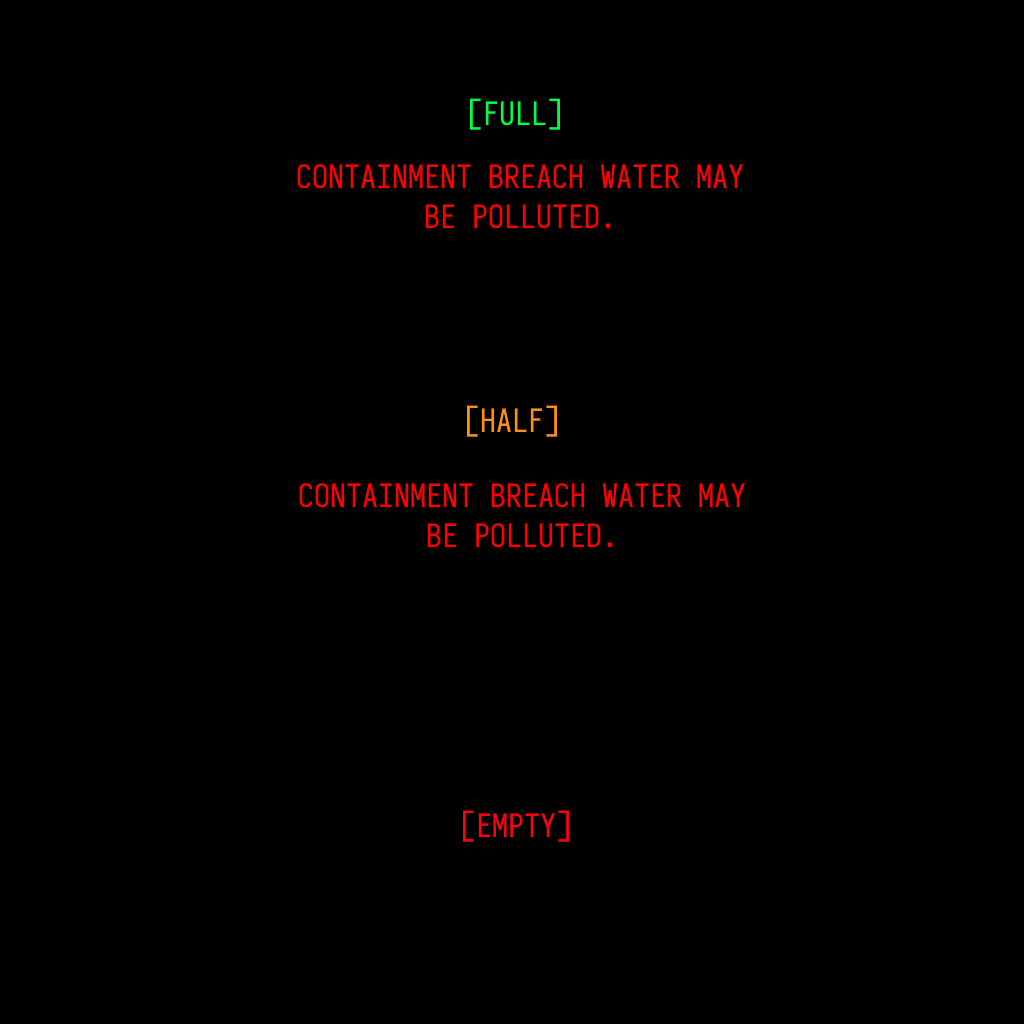 [FULL]
CONTAINMENT BREACH WATER MAY
BE POLLUTED.
[HALF]
CONTAINMENT BREACH WATER MAY
BE POLLUTED.
[EMPTY]